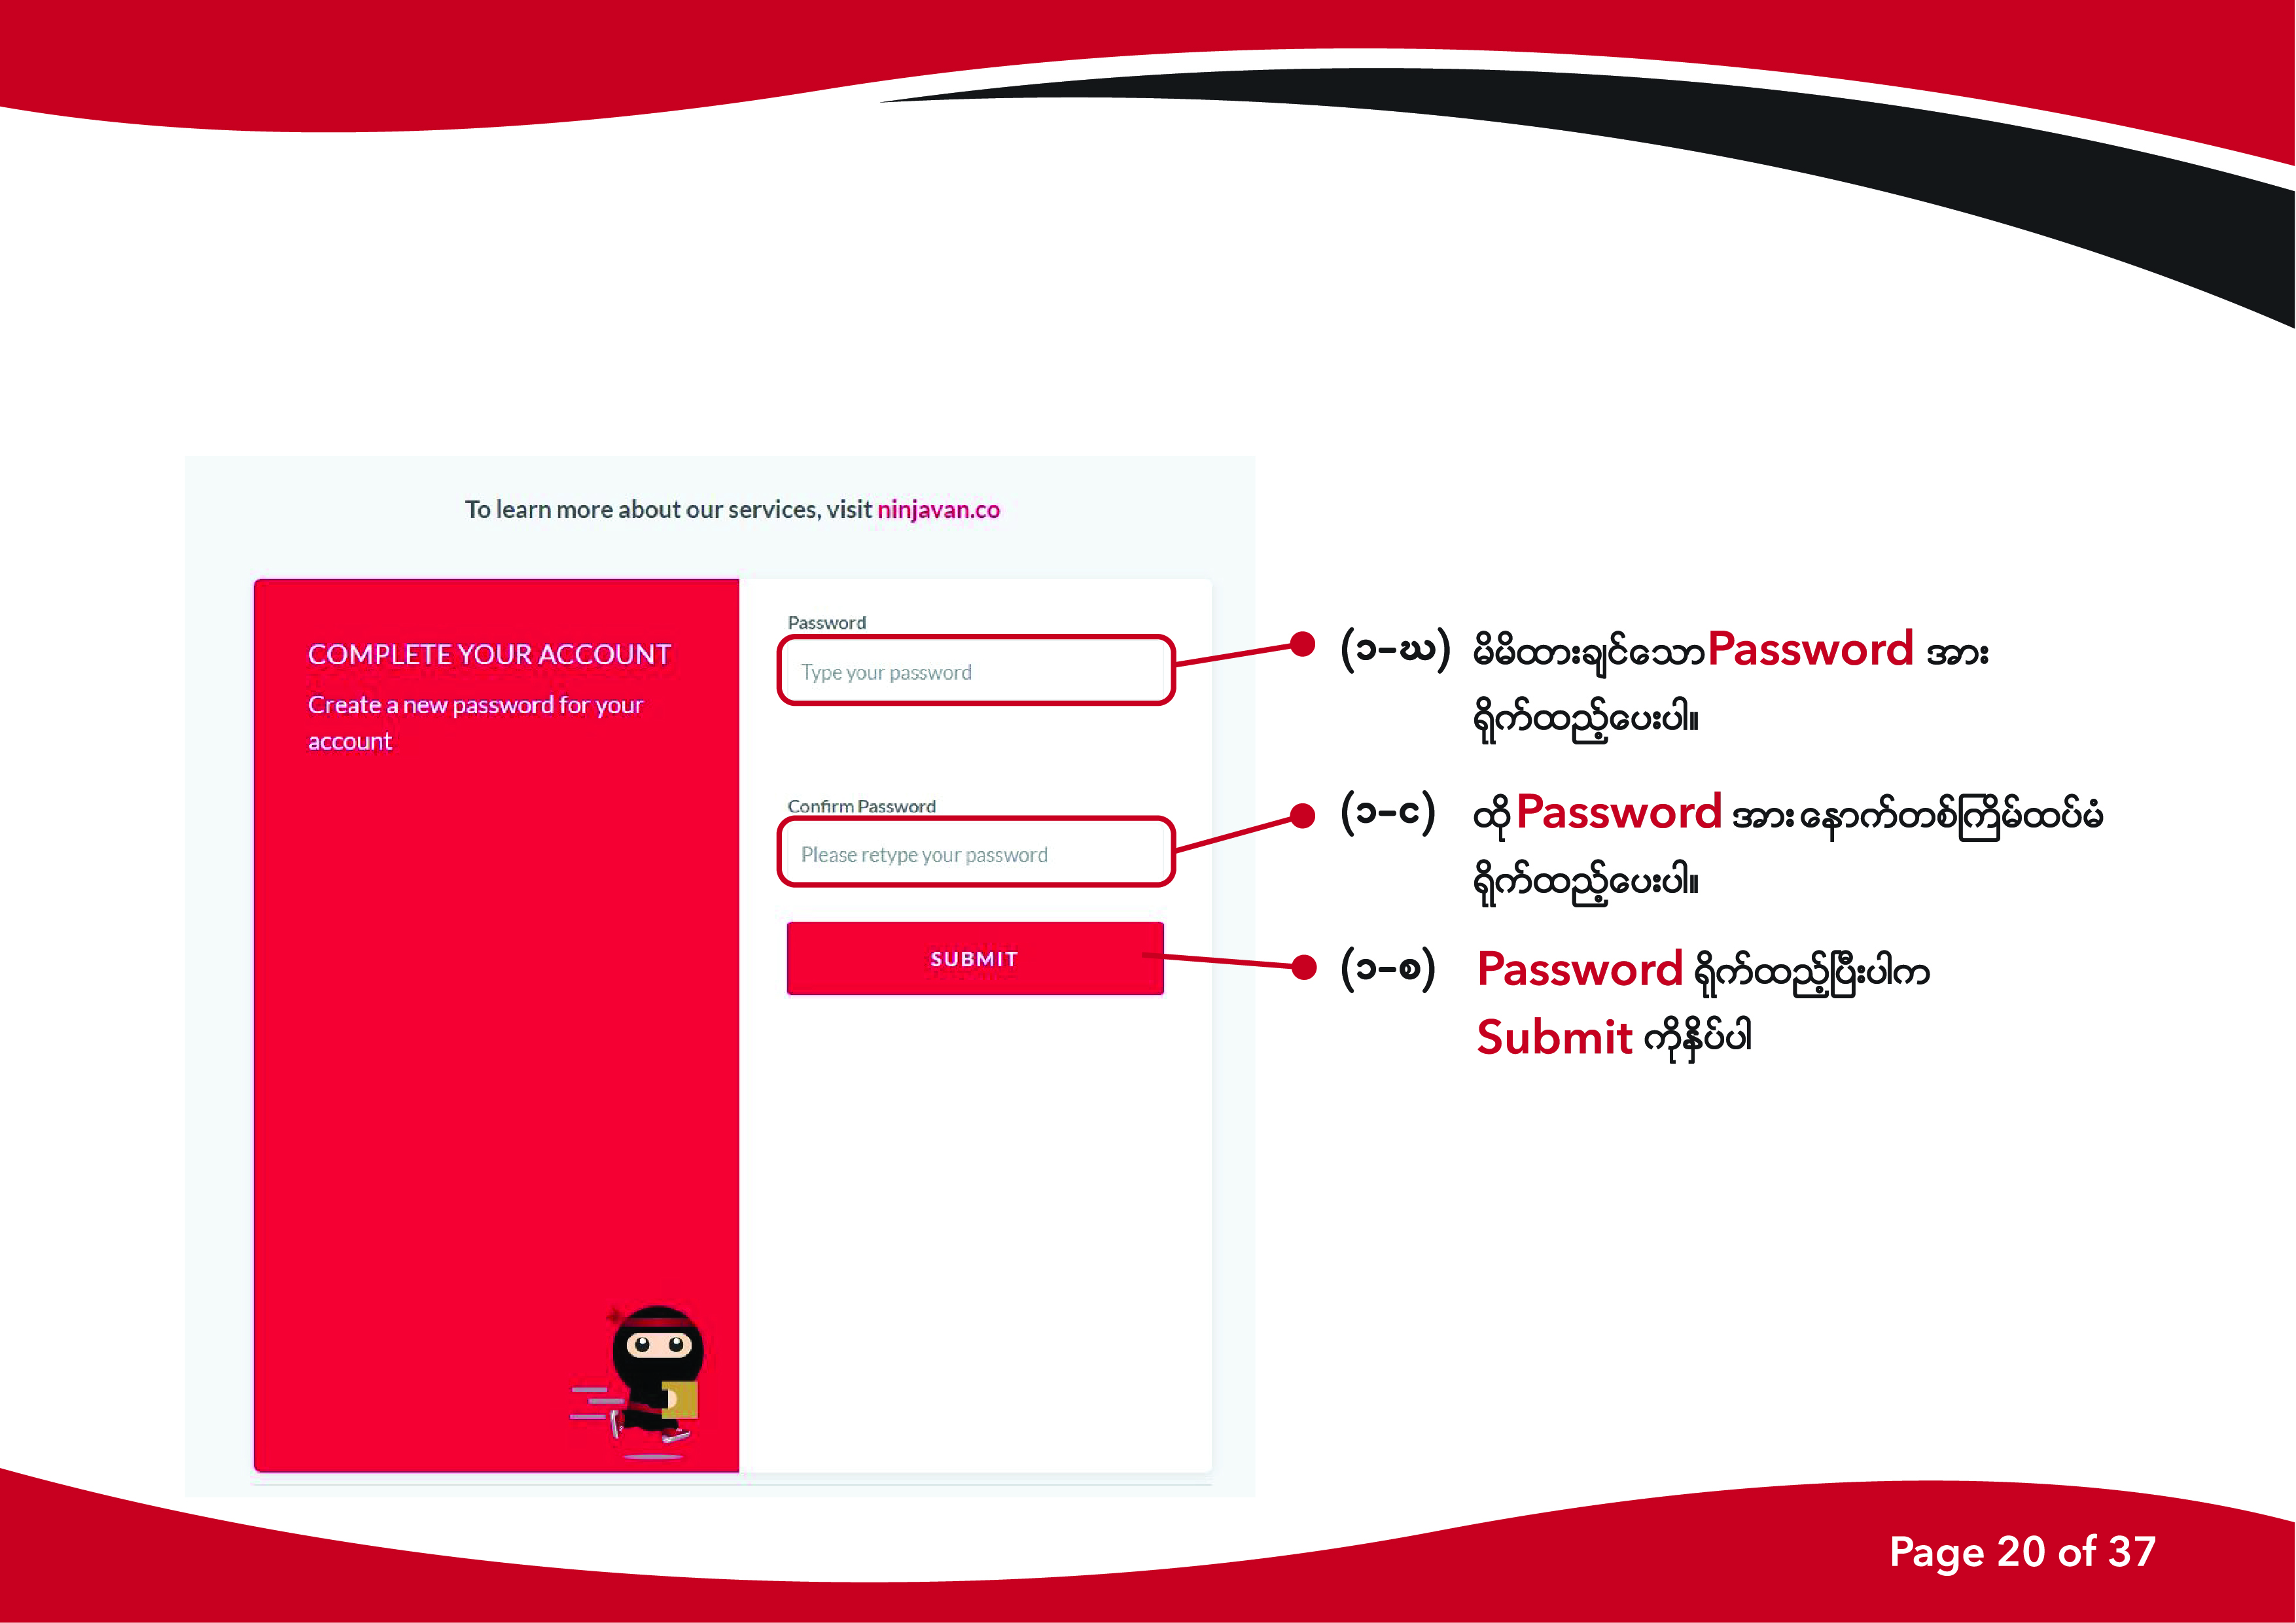 To learn more about our services, visit ninjavan.co
COMPLETE YOUR ACCOUNT
Create a new password for your
account
Password
Type your password
Confirm Password
Please retype your password
SUBMIT
(၁-ဃ) မိမိထားချင်သော Password အား
ရိုက်ထည့်ပေးပါ။
(၁-င) ထို Password အား နောက်တစ်ကြိမ်ထပ်မံ
ရိုက်ထည့်ပေးပါ။
(၁-စ) Password ရိုက်ထည့်ပြီးပါက
Submit ကိုနှိပ်ပါ
Page 20 of 37